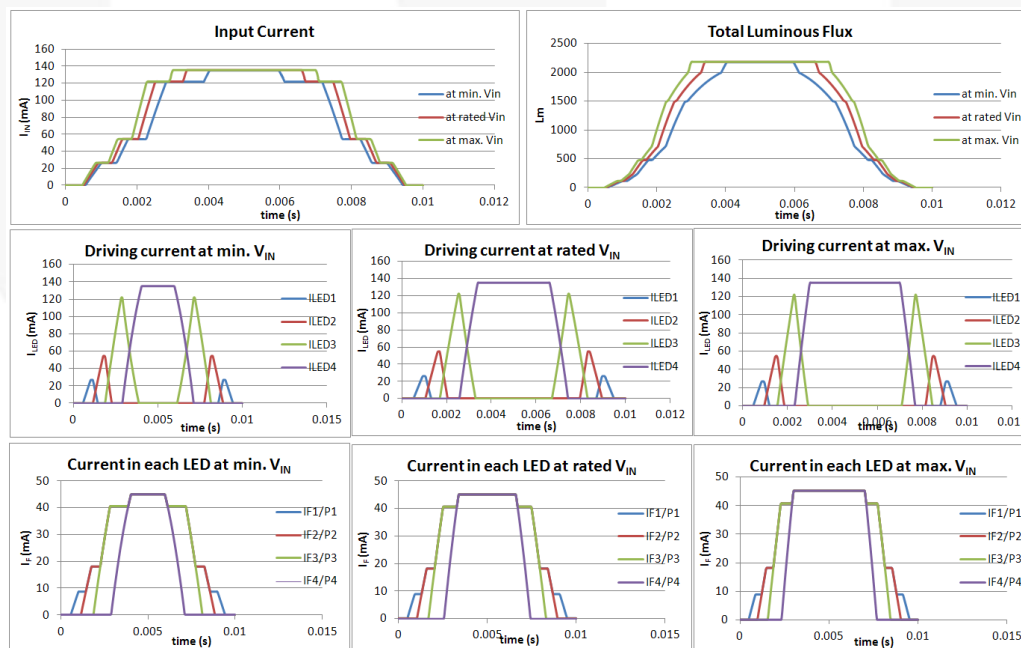 Input Current
160
140
120
100
80
60
40
20
0
I_IN (mA)
0 0.002 0.004 0.006 0.008 0.01 0.012
time (s)
at min. Vin
at rated Vin
at max. Vin
Total Luminous Flux
2500
2000
1500
1000
500
0
Lm
0 0.002 0.004 0.006 0.008 0.01 0.012
time (s)
at min. Vin
at rated Vin
at max. Vin
Driving current at min. V_IN
160
140
120
100
80
60
40
20
0
I_LED (mA)
0 0.005 0.01 0.015
time (s)
ILED1
ILED2
ILED3
ILED4
Driving current at rated V_IN
160
140
120
100
80
60
40
20
0
I_LED (mA)
0 0.002 0.004 0.006 0.008 0.01 0.012
time (s)
ILED1
ILED2
ILED3
ILED4
Driving current at max. V_IN
160
140
120
100
80
60
40
20
0
I_LED (mA)
0 0.002 0.004 0.006 0.008 0.01 0.01
time (s)
ILED1
ILED2
ILED3
ILED4
Current in each LED at min. V_IN
50
40
30
20
10
0
I_F (mA)
0 0.005 0.01 0.015
time (s)
IF1/P1
IF2/P2
IF3/P3
IF4/P4
Current in each LED at rated V_IN
50
40
30
20
10
0
I_F (mA)
0 0.005 0.01 0.015
time (s)
IF1/P1
IF2/P2
IF3/P3
IF4/P4
Current in each LED at max. V_IN
50
40
30
20
10
0
I_F (mA)
0 0.005 0.01 0.015
time (s)
IF1/P1
IF2/P2
IF3/P3
IF4/P4